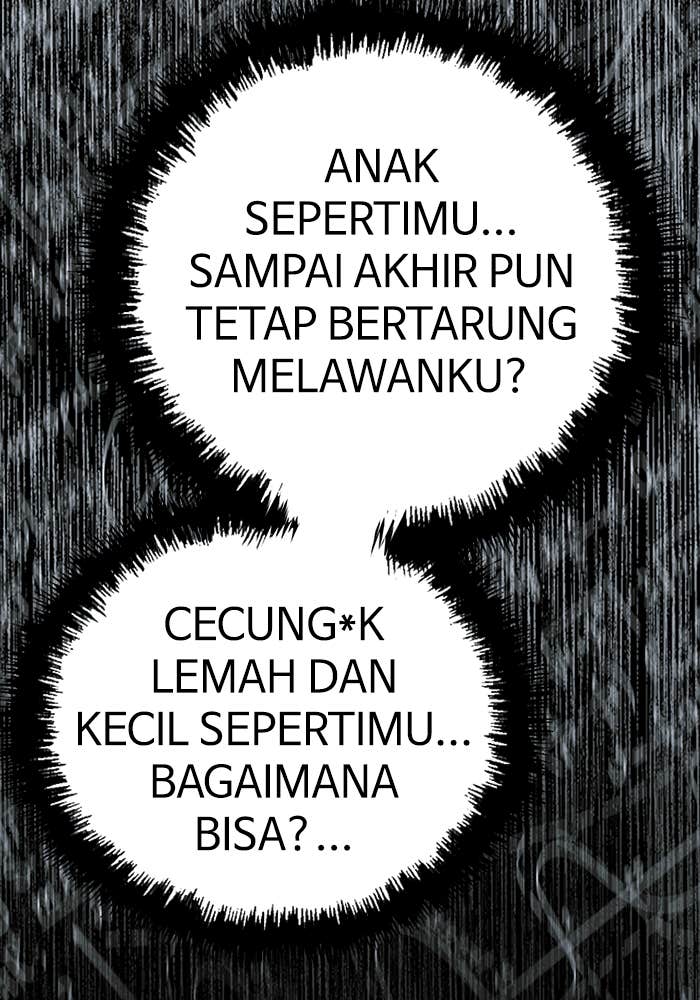 ANAK
SEPERTIMU...
SAMPAI AKHIR PUN
TETAP BERTARUNG
MELAWANKU?
CECUNG*K
LEMAH DAN
KECIL SEPERTIMU...
BAGAIMANA
BISA?...